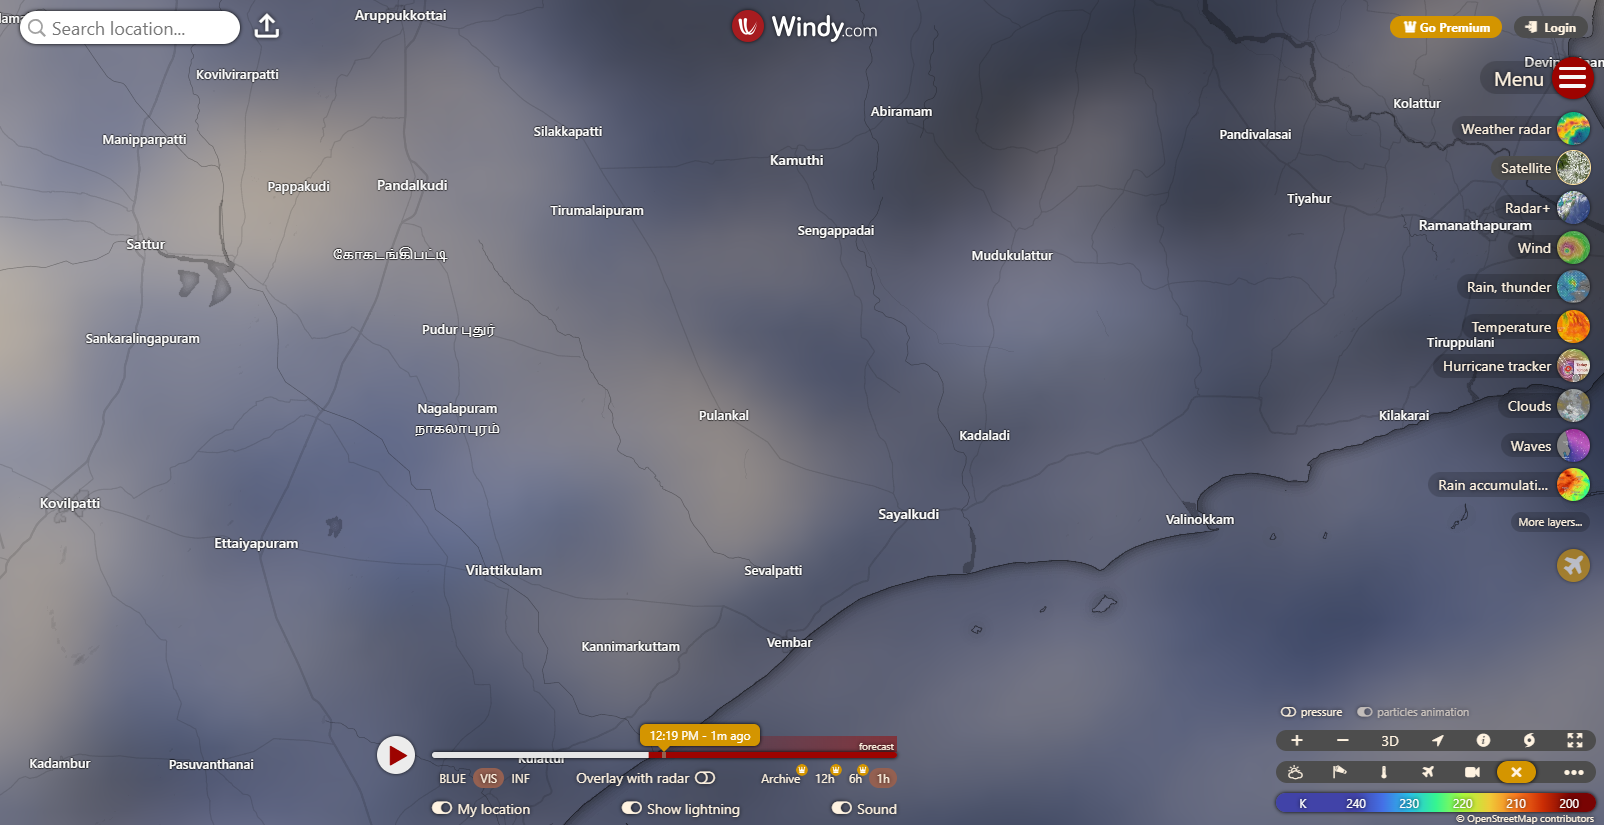 Search location...
Windy.com
Go Premium
Login
Menu
Aruppukkottai
Kovilvirarpatti
Kolattur
Abiramam
Weather radar
Silakkapatti
Pandivalasai
Manipparpatti
Kamuthi
Satellite
Pappakudi
Pandalkudi
Tiyahur
Radar+
Tirumalaipuram
Ramanathapuram
Sengappadai
Sattur
Wind
கோகடங்கிபட்டி
Mudukulattur
Rain, thunder
Pudur புதூர்
Temperature
Sankaralingapuram
Tiruppulani
Hurricane tracker
Clouds
Nagalapuram
நாகலாபுரம்
Pulankal
Kilakarai
Kadaladi
Waves
Rain accumulati...
Kovilpatti
Sayalkudi
Valinokkam
More layers...
Ettaiyapuram
Vilattikulam
Sevalpatti
Kannimarkuttam
Vembar
pressure
particles animation
12:19 PM - 1m ago
forecast
3D
Kadambur
Pasuvanthanai
BLUE VIS INF
Overlay with radar
Archive 12h 6h 1h
My location
Show lightning
Sound
K 240 230 220 210 200
© OpenStreetMap contributors